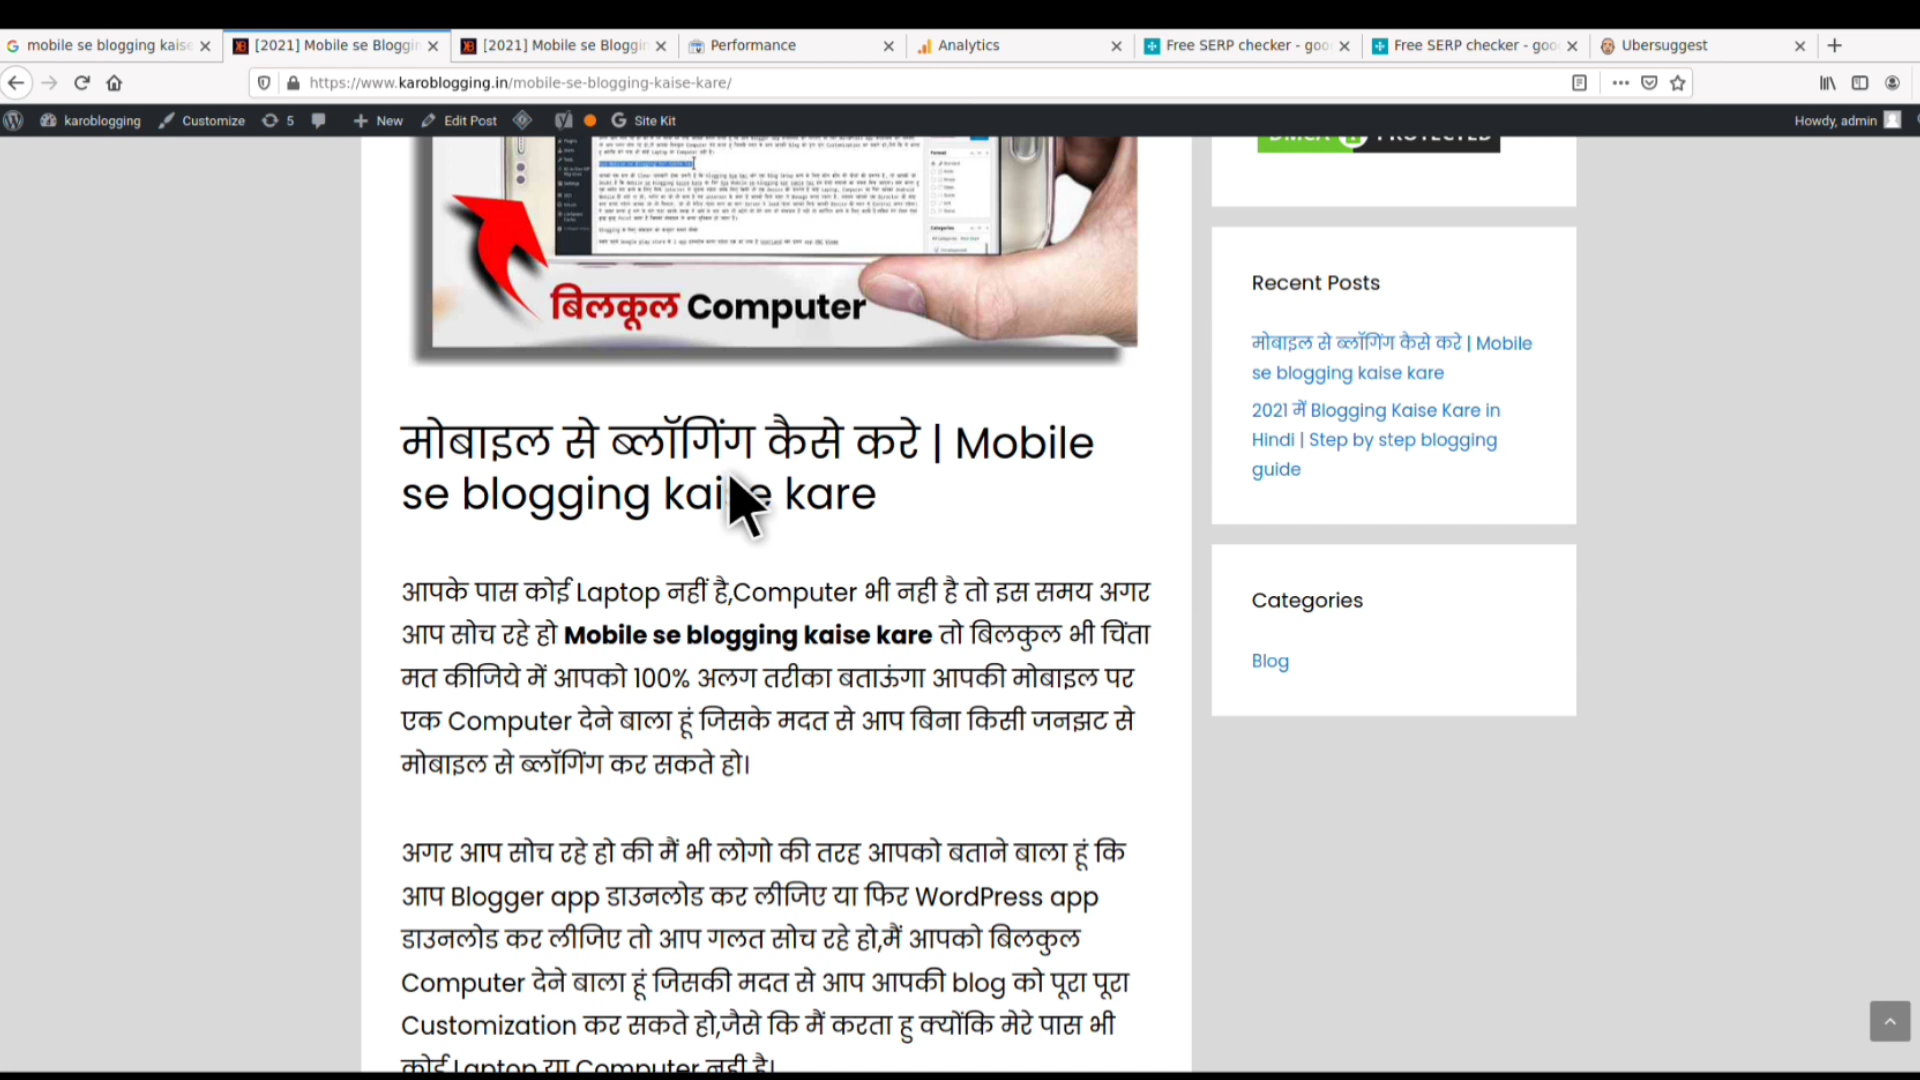 mobile se blogging kaise
[2021] Mobile se Bloggin
[2021] Mobile se Bloggin
Performance
Analytics
Free SERP checker - goo
Free SERP checker - goo
Ubersuggest
https://www.karoblogging.in/mobile-se-blogging-kaise-kare/
karoblogging
Customize
5
New
Edit Post
Site Kit
Howdy, admin
बिलकूल Computer
मोबाइल से ब्लॉगिंग कैसे करे | Mobile
se blogging kaise kare
आपके पास कोई Laptop नहीं है,Computer भी नही है तो इस समय अगर
आप सोच रहे हो Mobile se blogging kaise kare तो बिलकुल भी चिंता
मत कीजिये में आपको 100% अलग तरीका बताऊंगा आपकी मोबाइल पर
एक Computer देने बाला हूं जिसके मदत से आप बिना किसी जनझट से
मोबाइल से ब्लॉगिंग कर सकते हो।
अगर आप सोच रहे हो की मैं भी लोगो की तरह आपको बताने बाला हूं कि
आप Blogger app डाउनलोड कर लीजिए या फिर WordPress app
डाउनलोड कर लीजिए तो आप गलत सोच रहे हो,मैं आपको बिलकुल
Computer देने बाला हूं जिसकी मदत से आप आपकी blog को पूरा पूरा
Customization कर सकते हो,जैसे कि मैं करता हु क्योंकि मेरे पास भी
कोई Laptop या Computer नही है।
PROTECTED
Recent Posts
मोबाइल से ब्लॉगिंग कैसे करे | Mobile
se blogging kaise kare
2021 में Blogging Kaise Kare in
Hindi | Step by step blogging
guide
Categories
Blog